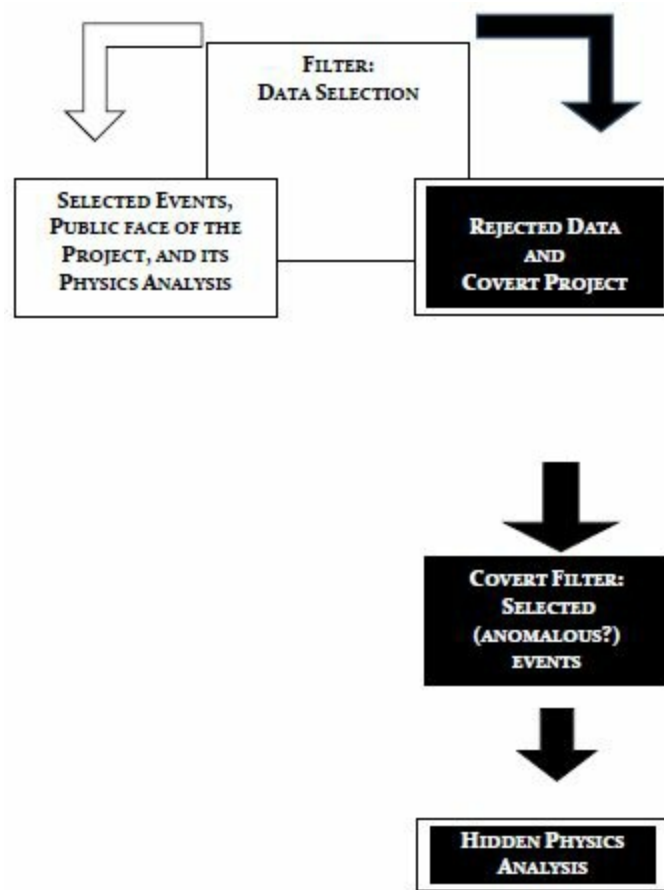 FILTER:
DATA SELECTION
SELECTED EVENTS,
PUBLIC FACE OF THE
PROJECT, AND ITS
PHYSICS ANALYSIS
REJECTED DATA
AND
COVERT PROJECT
COVERT FILTER:
SELECTED
(ANOMALOUS?)
EVENTS
HIDDEN PHYSICS
ANALYSIS